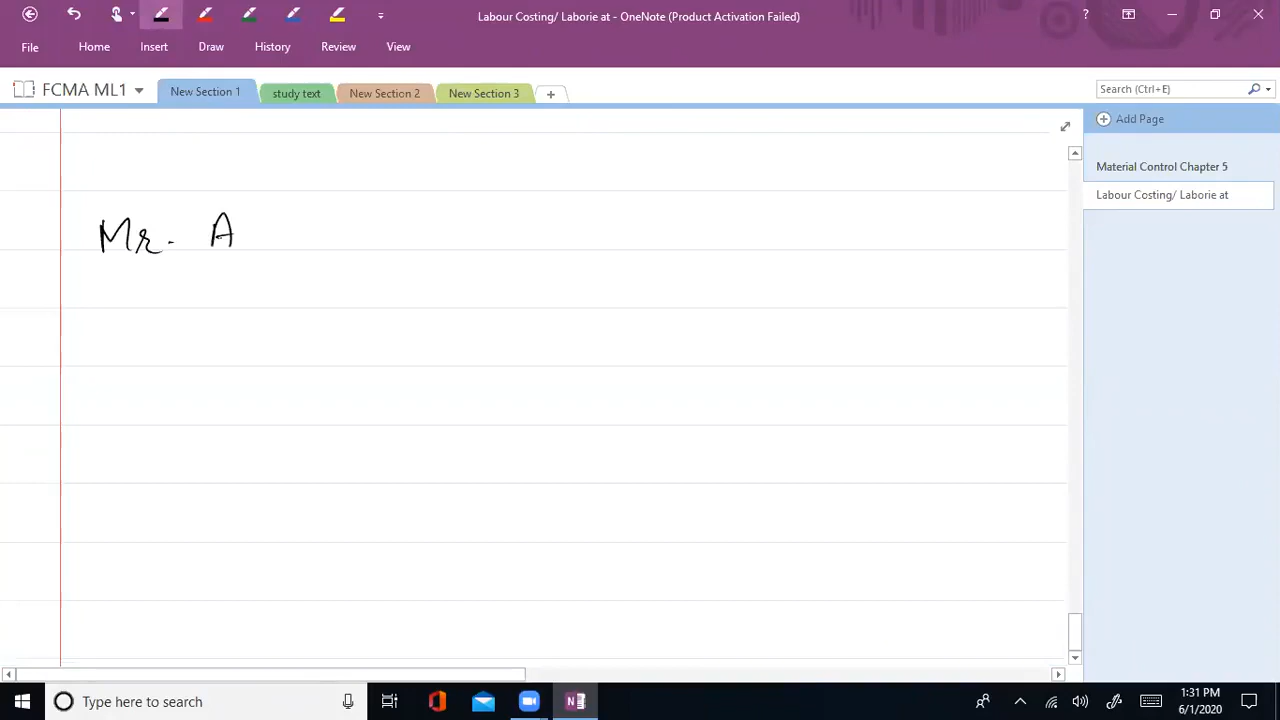 Labour Costing/ Laborie at - OneNote (Product Activation Failed)
?
File Home Insert Draw History Review View
FCMA ML1 New Section 1 study text New Section 2 New Section 3 +
Search (Ctrl+E)
Add Page
Material Control Chapter 5
Labour Costing/ Laborie at
Mr. A
Type here to search
1:31 PM
6/1/2020